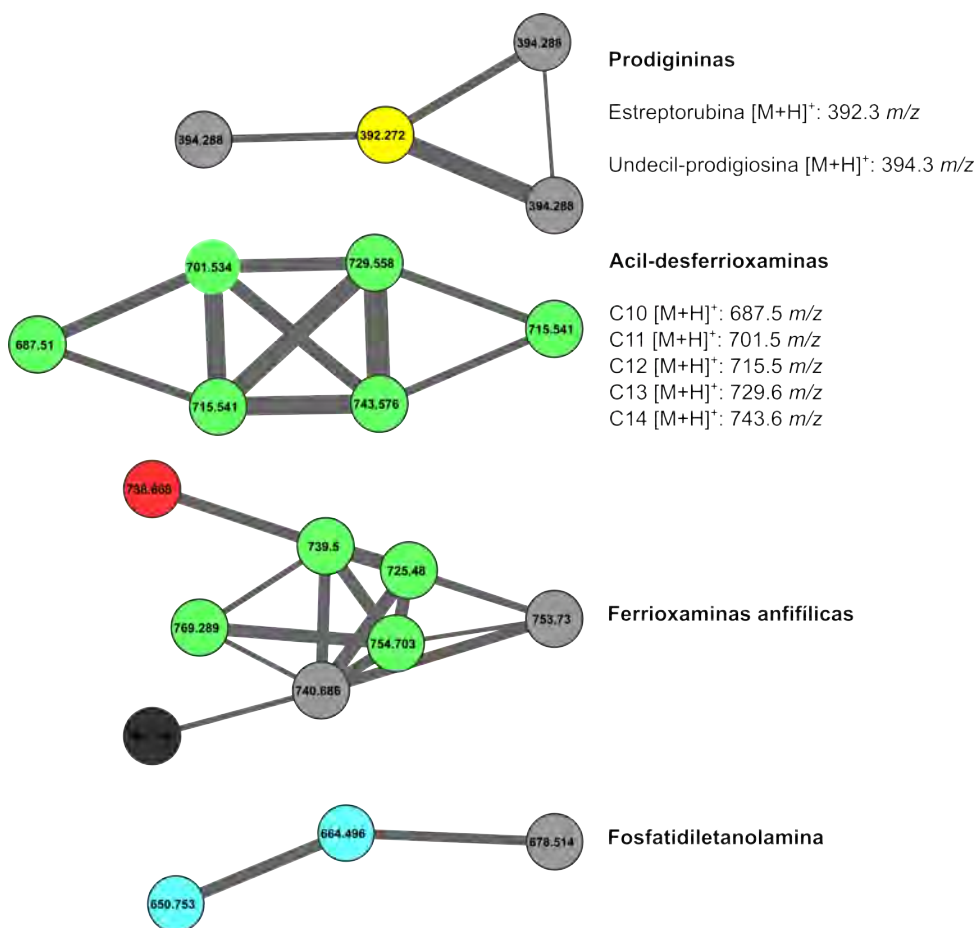 394.288
Prodigininas
394.288
392.272
Estreptorubina [M+H]⁺: 392.3 m/z
Undecil-prodigiosina [M+H]⁺: 394.3 m/z
394.288
701.534
729.558
Acil-desferrioxaminas
687.51
715.541
C10 [M+H]⁺: 687.5 m/z
C11 [M+H]⁺: 701.5 m/z
C12 [M+H]⁺: 715.5 m/z
C13 [M+H]⁺: 729.6 m/z
C14 [M+H]⁺: 743.6 m/z
715.541
743.576
738.668
739.5
725.48
769.289
754.703
753.73
Ferrioxaminas anfifílicas
740.686
664.496
678.514
Fosfatidiletanolamina
650.753